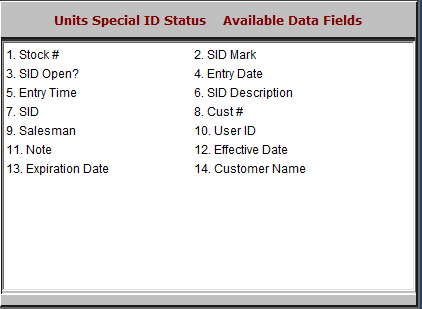 Units Special ID Status Available Data Fields
1. Stock # 2. SID Mark
3. SID Open? 4. Entry Date
5. Entry Time 6. SID Description
7. SID 8. Cust #
9. Salesman 10. User ID
11. Note 12. Effective Date
13. Expiration Date 14. Customer Name